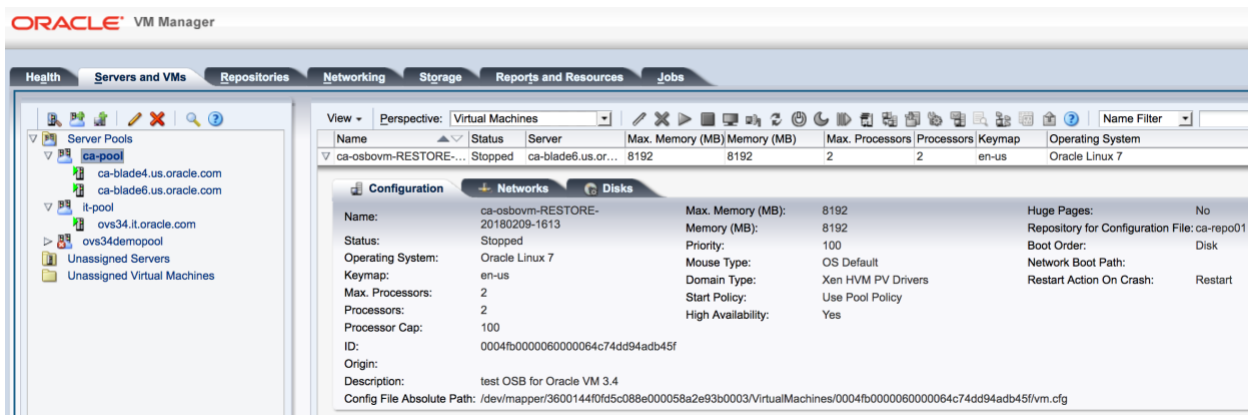 ORACLE VM Manager
Health Servers and VMs Repositories Networking Storage Reports and Resources Jobs
View Perspective: Virtual Machines Name Filter
Server Pools
ca-pool
ca-blade4.us.oracle.com
ca-blade6.us.oracle.com
it-pool
ovs34.it.oracle.com
ovs34demopool
Unassigned Servers
Unassigned Virtual Machines
Name Status Server Max. Memory (MB) Memory (MB) Max. Processors Processors Keymap Operating System
ca-osbovm-RESTORE-... Stopped ca-blade6.us.or... 8192 8192 2 2 en-us Oracle Linux 7
Configuration Networks Disks
Name: ca-osbovm-RESTORE-20180209-1613
Status: Stopped
Operating System: Oracle Linux 7
Keymap: en-us
Max. Processors: 2
Processors: 2
Processor Cap: 100
ID: 0004fb0000060000064c74dd94adb45f
Origin:
Description: test OSB for Oracle VM 3.4
Config File Absolute Path: /dev/mapper/3600144f0fd5c088e000058a2e93b0003/VirtualMachines/0004fb0000060000064c74dd94adb45f/vm.cfg
Max. Memory (MB): 8192
Memory (MB): 8192
Priority: 100
Mouse Type: OS Default
Domain Type: Xen HVM PV Drivers
Start Policy: Use Pool Policy
High Availability: Yes
Huge Pages: No
Repository for Configuration File: ca-repo01
Boot Order: Disk
Network Boot Path:
Restart Action On Crash: Restart